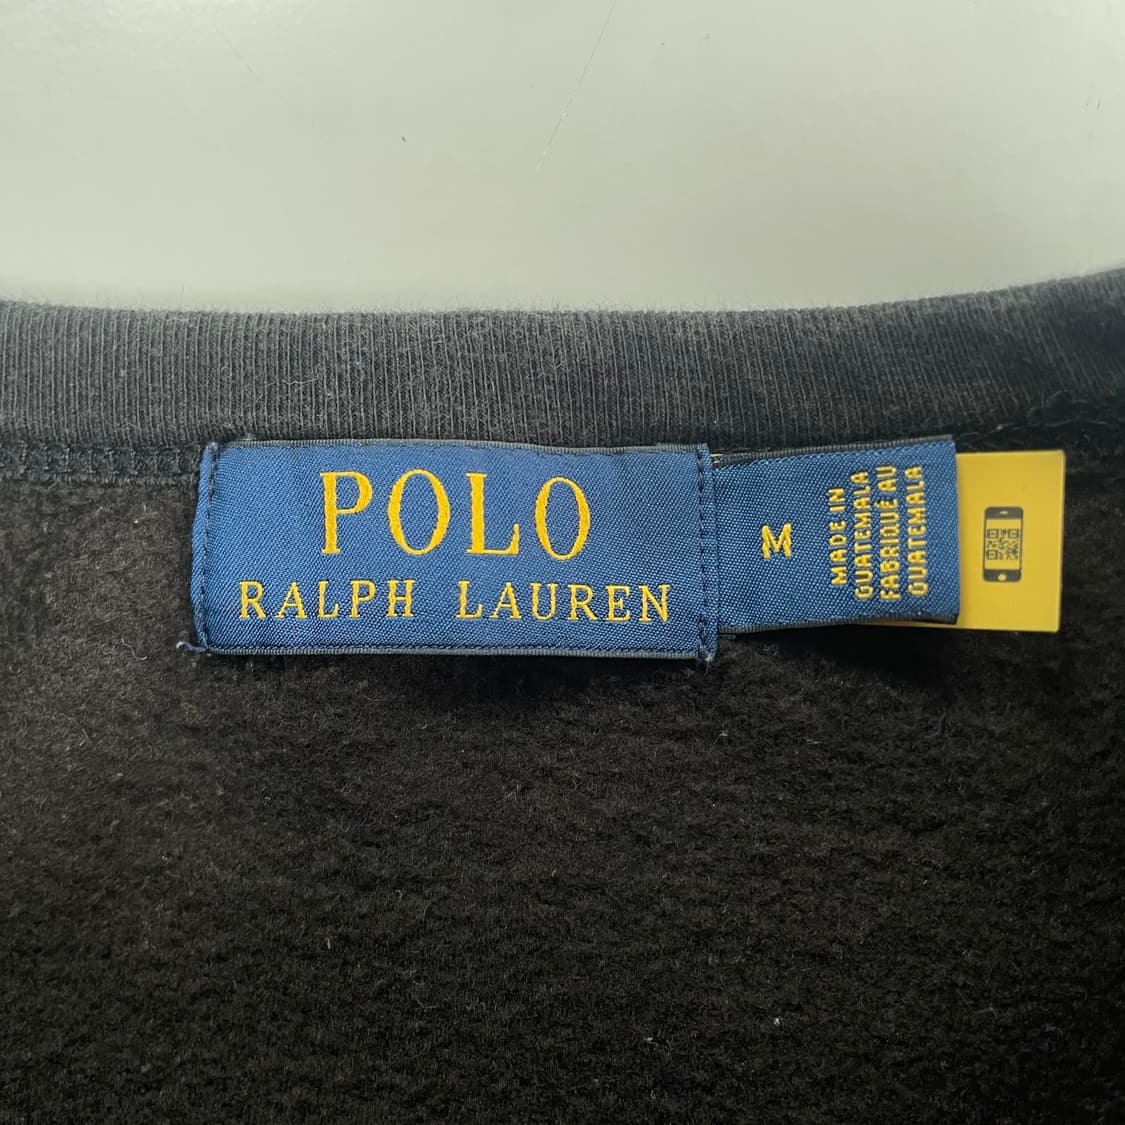 POLO
RALPH LAUREN
M
MADE IN
GUATEMALA
FABRIQUÉ AU
GUATEMALA